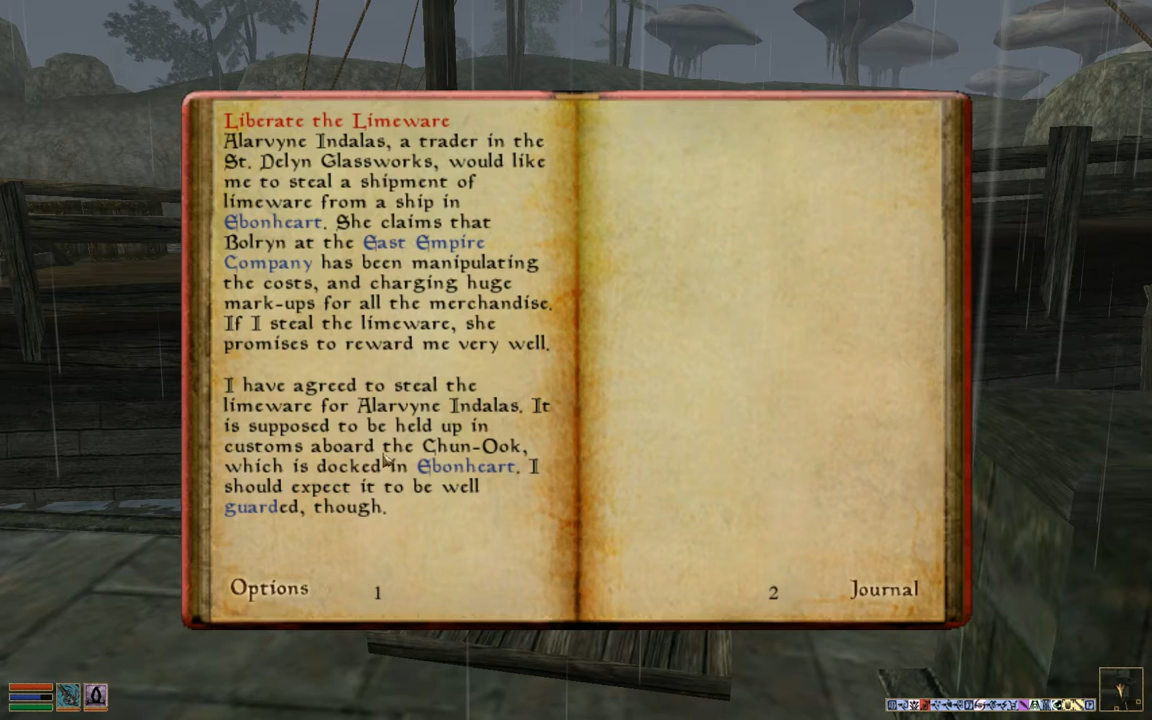 Liberate the Limeware
Alarvyne Indalas, a trader in the
St. Delyn Glassworks, would like
me to steal a shipment of
limeware from a ship in
Ebonheart. She claims that
Bolryn at the East Empire
Company has been manipulating
the costs, and charging huge
mark-ups for all the merchandise.
If I steal the limeware, she
promises to reward me very well.
I have agreed to steal the
limeware for Alarvyne Indalas. It
is supposed to be held up in
customs aboard the Chun-Ook,
which is docked in Ebonheart. I
should expect it to be well
guarded, though.
Options 1 2 Journal